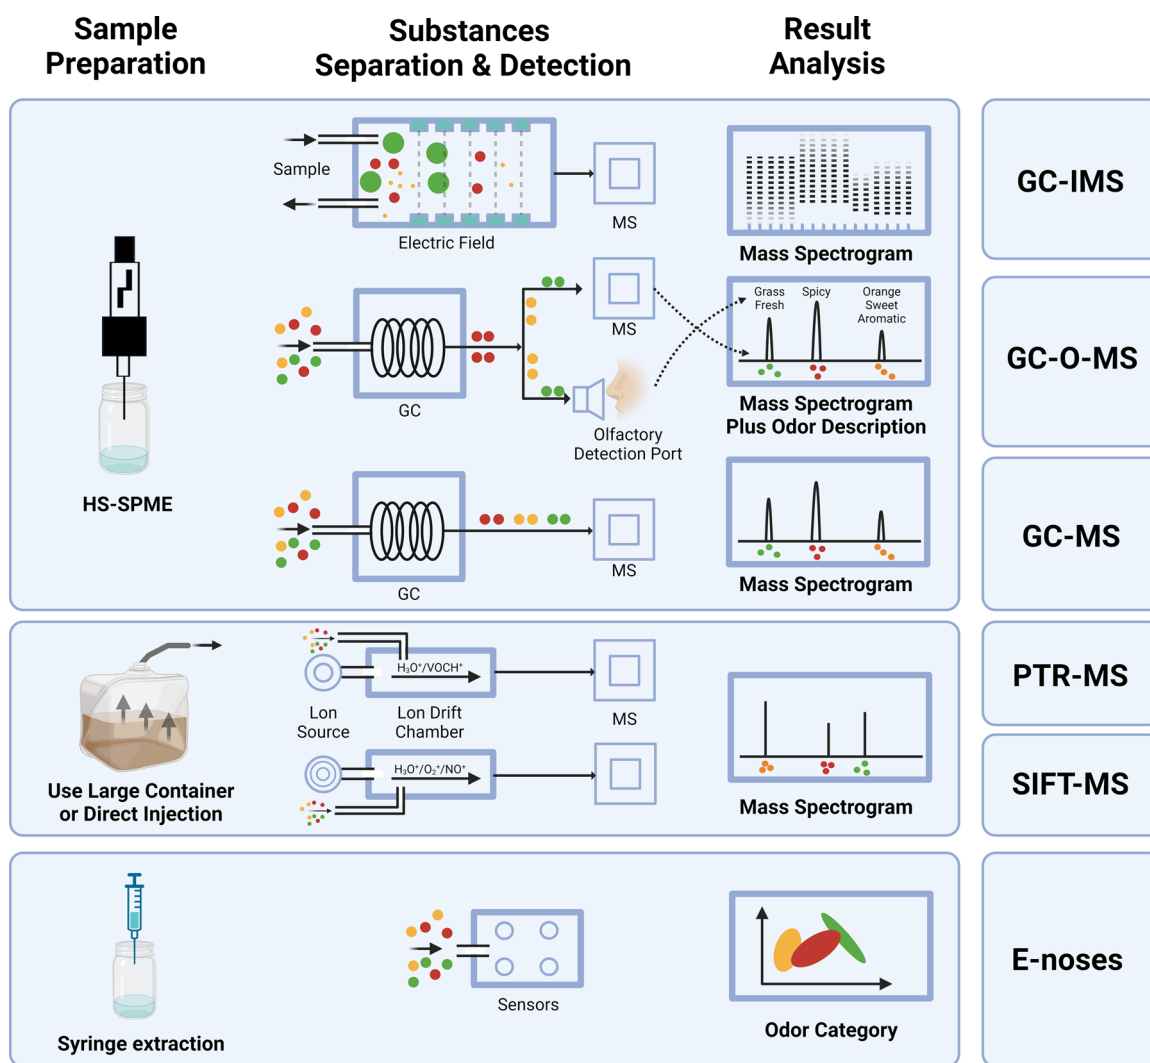 Sample
Preparation
Substances
Separation & Detection
Result
Analysis
Sample
Electric Field
MS
Mass Spectrogram
GC-IMS
HS-SPME
GC
MS
Olfactory
Detection Port
Grass
Fresh
Spicy
Orange
Sweet
Aromatic
Mass Spectrogram
Plus Odor Description
GC-O-MS
GC
MS
Mass Spectrogram
GC-MS
Use Large Container
or Direct Injection
Lon
Source
H₃O⁺/VOCH⁺
Lon Drift
Chamber
MS
H₃O⁺/O₂⁺/NO⁺
Mass Spectrogram
PTR-MS
SIFT-MS
Syringe extraction
Sensors
Odor Category
E-noses